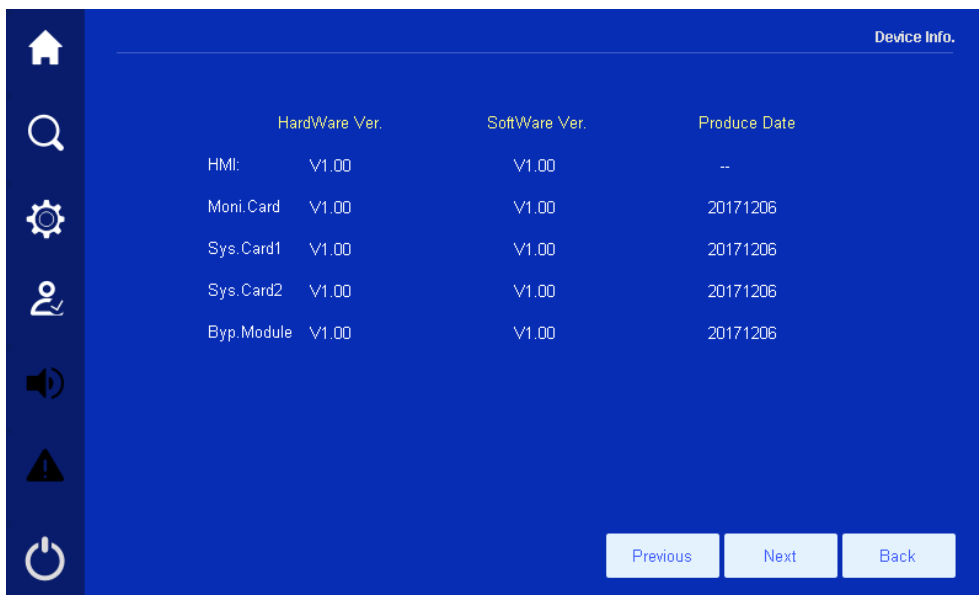 Device Info.
HardWare Ver. SoftWare Ver. Produce Date
HMI: V1.00 V1.00 --
Moni.Card V1.00 V1.00 20171206
Sys.Card1 V1.00 V1.00 20171206
Sys.Card2 V1.00 V1.00 20171206
Byp.Module V1.00 V1.00 20171206
Previous Next Back